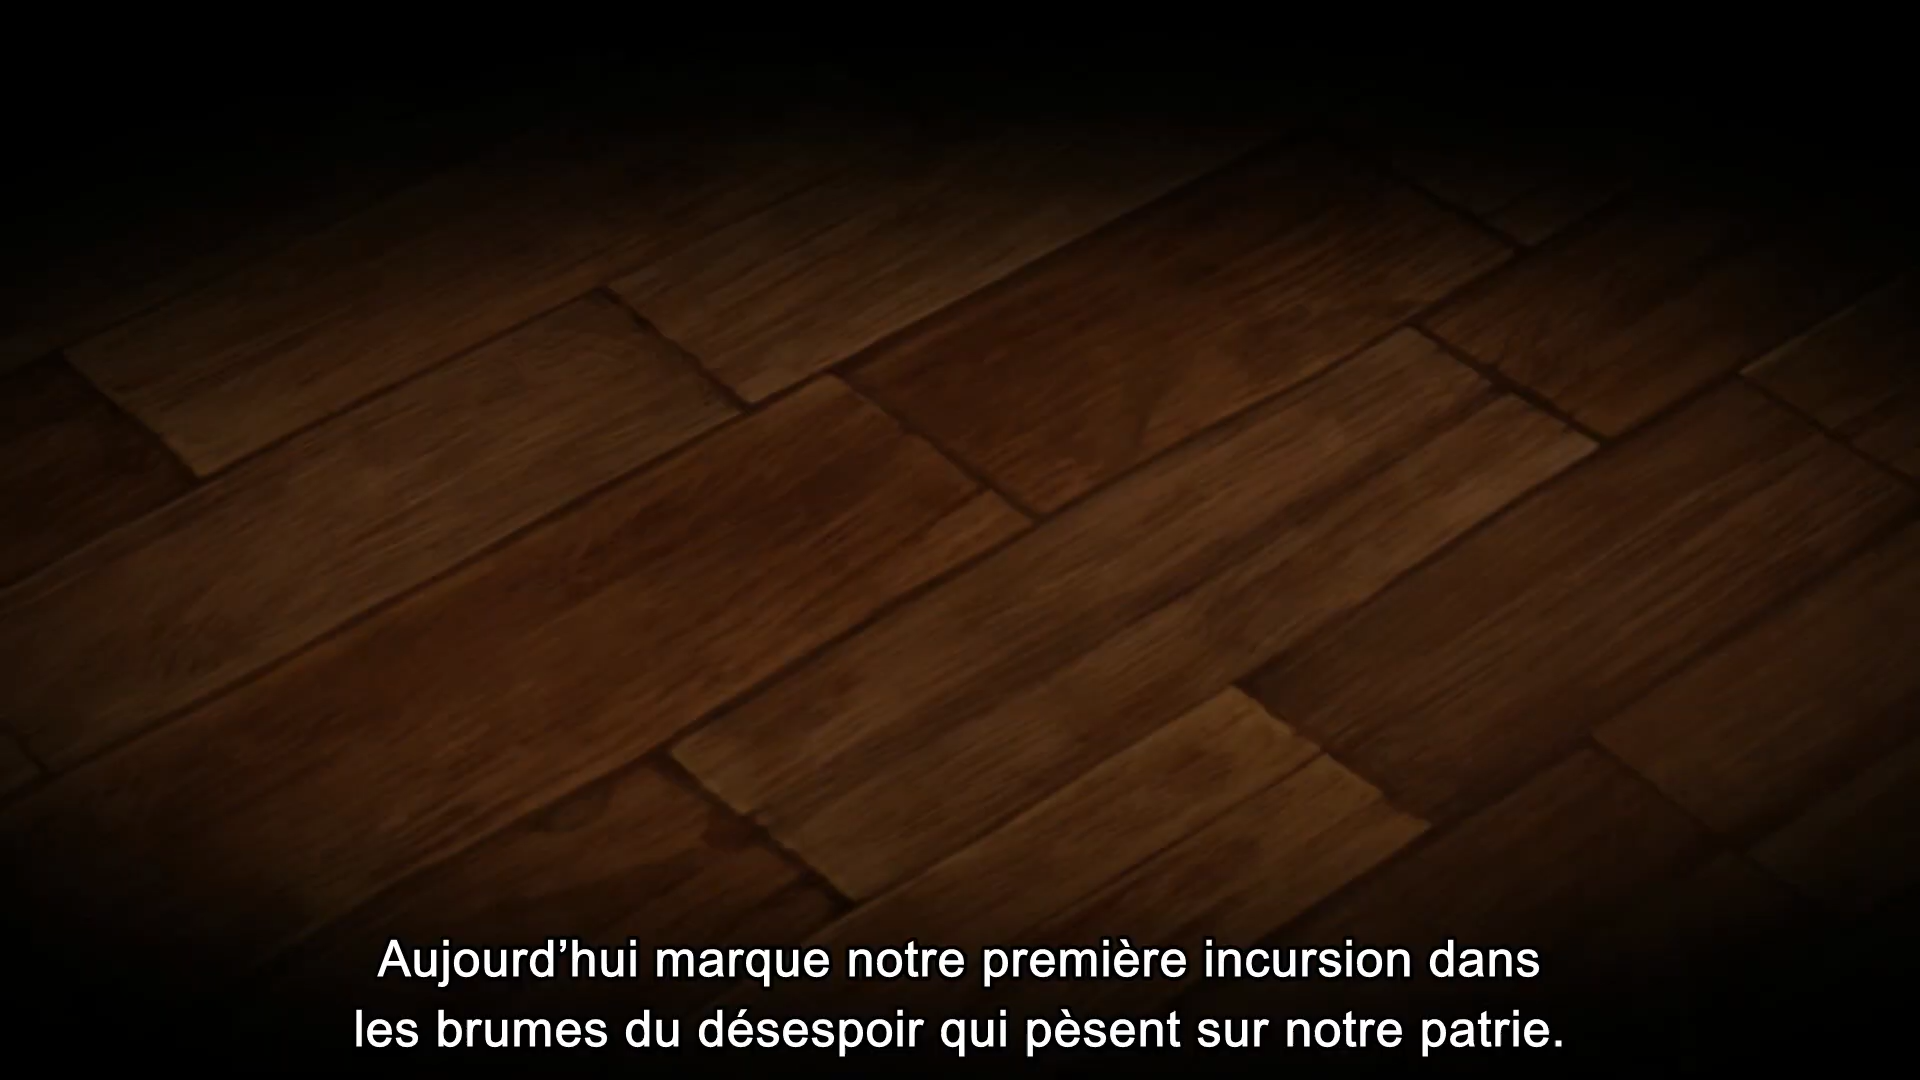 Aujourd’hui marque notre première incursion dans
les brumes du désespoir qui pèsent sur notre patrie.